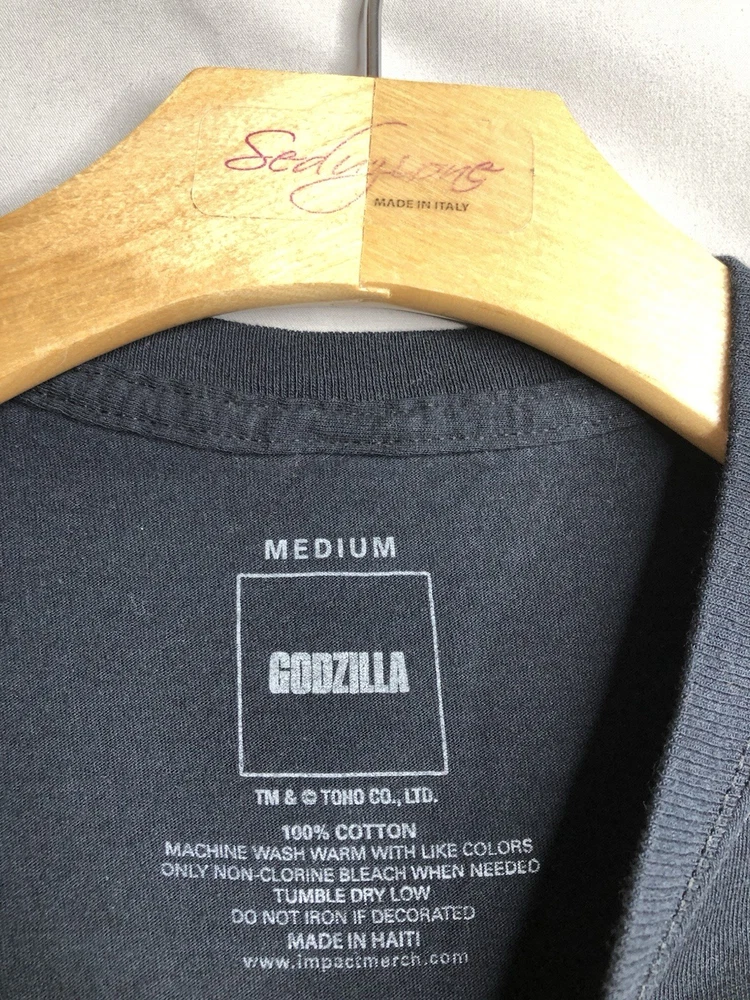 MADE IN ITALY
MEDIUM
GODZILLA
TM & © TOHO CO., LTD.
100% COTTON
MACHINE WASH WARM WITH LIKE COLORS
ONLY NON-CLORINE BLEACH WHEN NEEDED
TUMBLE DRY LOW
DO NOT IRON IF DECORATED
MADE IN HAITI
www.impactmerch.com